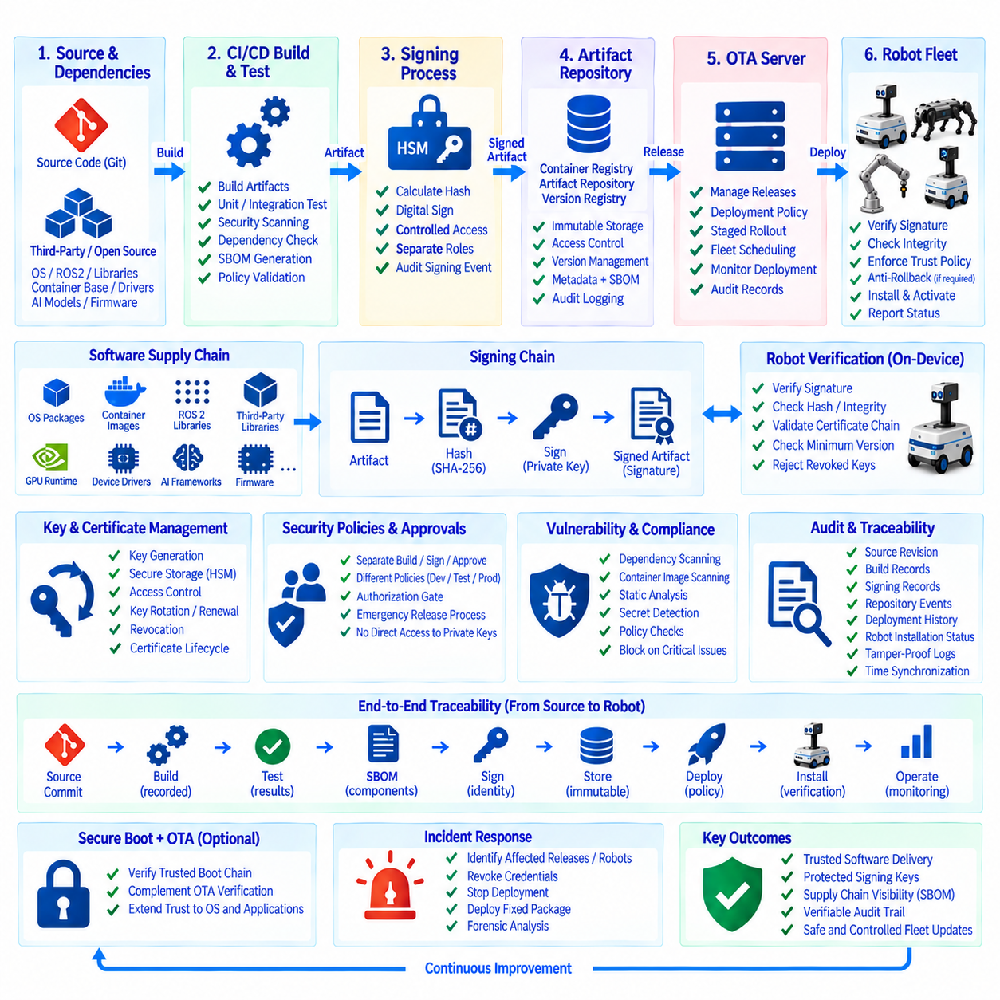 1. Source &
Dependencies
Source Code (Git)
Third-Party / Open Source
OS / ROS2 / Libraries
Container Base / Drivers
AI Models / Firmware
Build
2. CI/CD Build
& Test
Build Artifacts
Unit / Integration Test
Security Scanning
Dependency Check
SBOM Generation
Policy Validation
Artifact
3. Signing
Process
HSM
Calculate Hash
Digital Sign
Controlled Access
Separate Roles
Audit Signing Event
Signed
Artifact
4. Artifact
Repository
Container Registry
Artifact Repository
Version Registry
Immutable Storage
Access Control
Version Management
Metadata + SBOM
Audit Logging
Release
5. OTA Server
Manage Releases
Deployment Policy
Staged Rollout
Fleet Scheduling
Monitor Deployment
Audit Records
Deploy
6. Robot Fleet
Verify Signature
Check Integrity
Enforce Trust Policy
Anti-Rollback (if required)
Install & Activate
Report Status
Software Supply Chain
OS Packages
Container
Images
ROS 2
Libraries
Third-Party
Libraries
GPU Runtime
Device Drivers
AI Frameworks
Firmware
...
Signing Chain
Artifact
#
Hash
(SHA-256)
Sign
(Private Key)
Signed Artifact
(Signature)
Robot Verification (On-Device)
Verify Signature
Check Hash / Integrity
Validate Certificate Chain
Check Minimum Version
Reject Revoked Keys
Key & Certificate Management
Key Generation
Secure Storage (HSM)
Access Control
Key Rotation / Renewal
Revocation
Certificate Lifecycle
Security Policies & Approvals
Separate Build / Sign / Approve
Different Policies (Dev / Test / Prod)
Authorization Gate
Emergency Release Process
No Direct Access to Private Keys
Vulnerability & Compliance
Dependency Scanning
Container Image Scanning
Static Analysis
Secret Detection
Policy Checks
Block on Critical Issues
Audit & Traceability
Source Revision
Build Records
Signing Records
Repository Events
Deployment History
Robot Installation Status
Tamper-Proof Logs
Time Synchronization
End-to-End Traceability (From Source to Robot)
Source
Commit
Build
(recorded)
Test
(results)
SBOM
(components)
Sign
(identity)
Store
(immutable)
Deploy
(policy)
Install
(verification)
Operate
(monitoring)
Secure Boot + OTA (Optional)
Verify Trusted Boot Chain
Complement OTA Verification
Extend Trust to OS and Applications
Incident Response
Identify Affected Releases / Robots
Revoke Credentials
Stop Deployment
Deploy Fixed Package
Forensic Analysis
Key Outcomes
Trusted Software Delivery
Protected Signing Keys
Supply Chain Visibility (SBOM)
Verifiable Audit Trail
Safe and Controlled Fleet Updates
Continuous Improvement